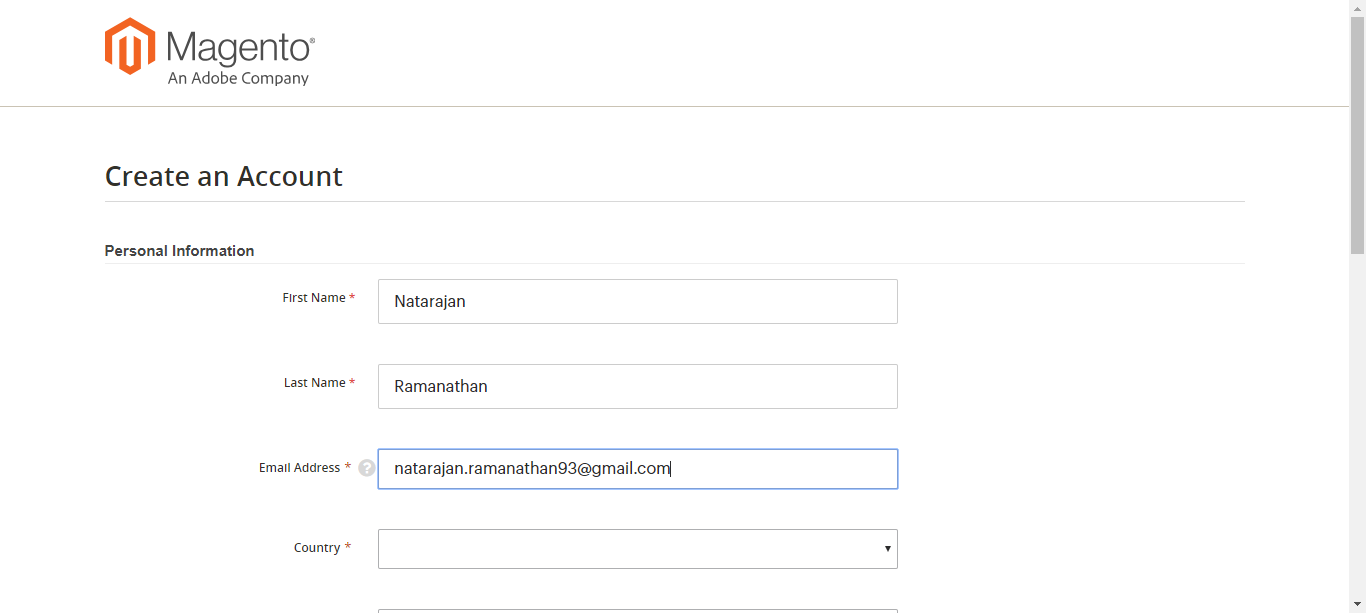 Magento®
An Adobe Company
Create an Account
Personal Information
First Name *
Natarajan
Last Name *
Ramanathan
Email Address * ?
natarajan.ramanathan93@gmail.com
Country *